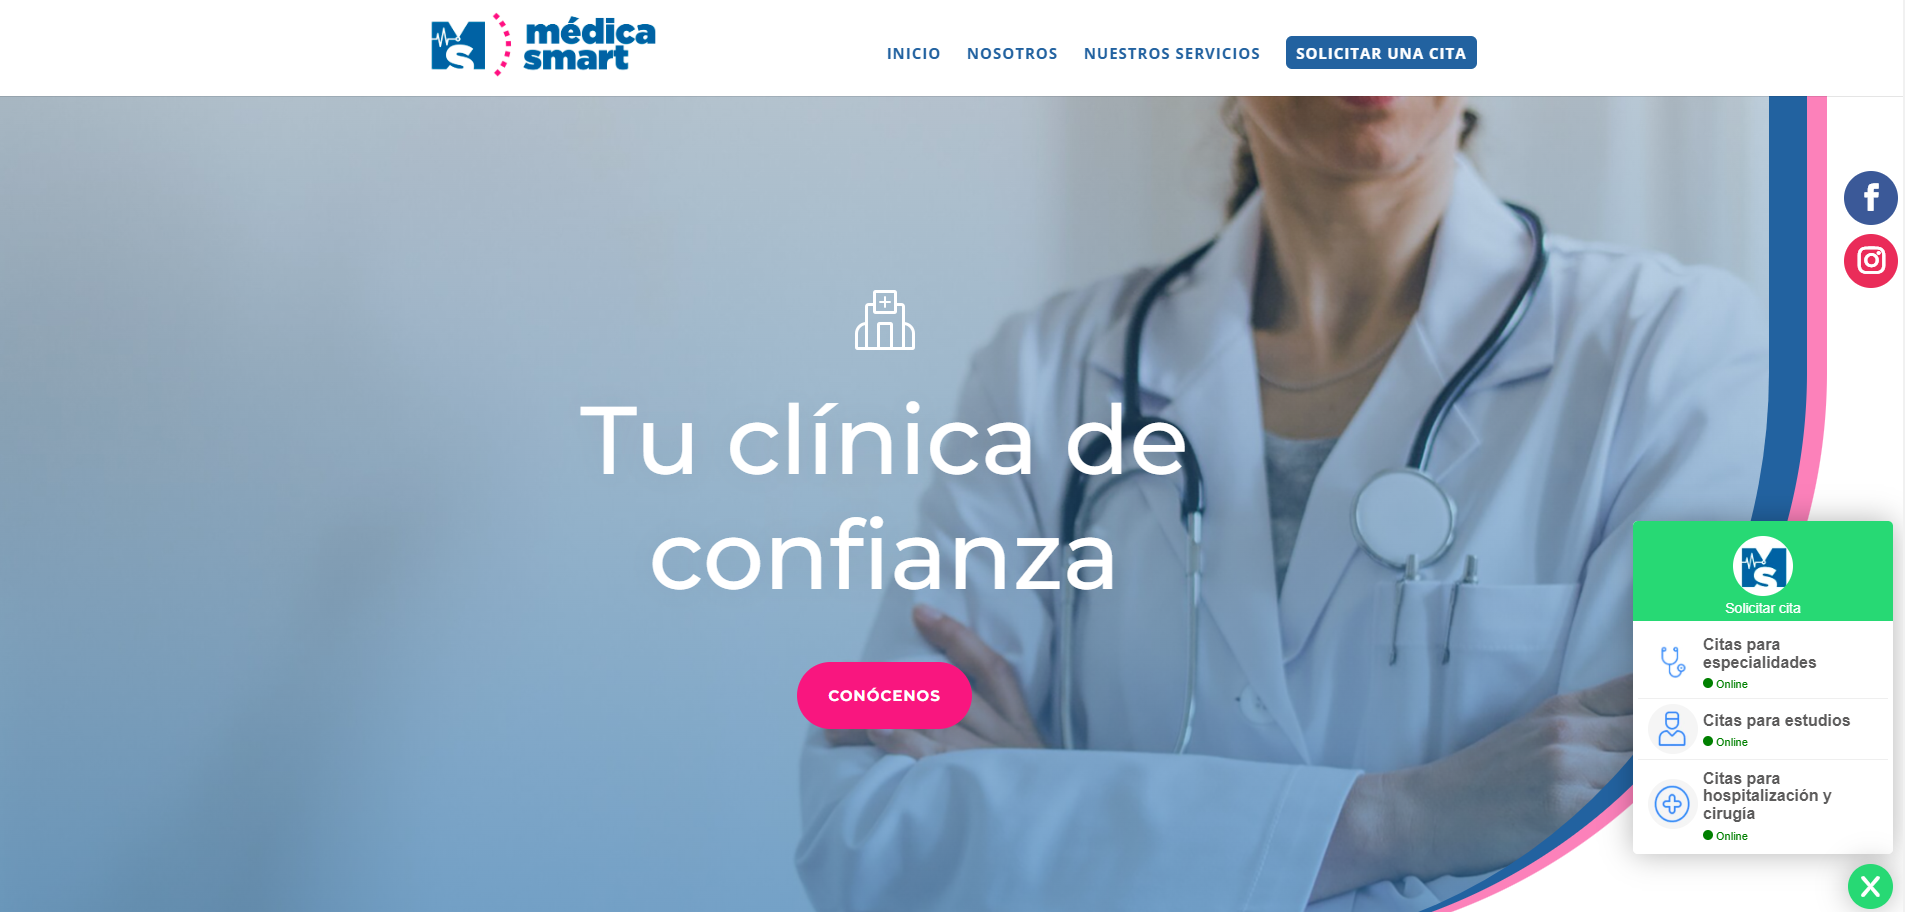 médica
smart
INICIO
NOSOTROS
NUESTROS SERVICIOS
SOLICITAR UNA CITA
Tu clínica de
confianza
CONÓCENOS
MS
Solicitar cita
Citas para
especialidades
Online
Citas para estudios
Online
Citas para
hospitalización y
cirugía
Online